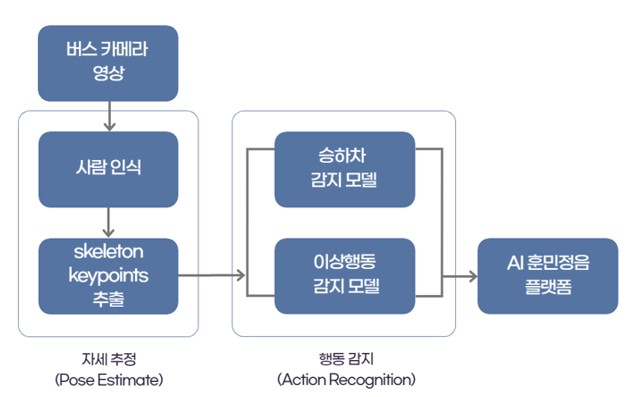 버스 카메라
영상
사람 인식
skeleton
keypoints
추출
자세 추정
(Pose Estimate)
승하차
감지 모델
이상행동
감지 모델
행동 감지
(Action Recognition)
AI 훈민정음
플랫폼